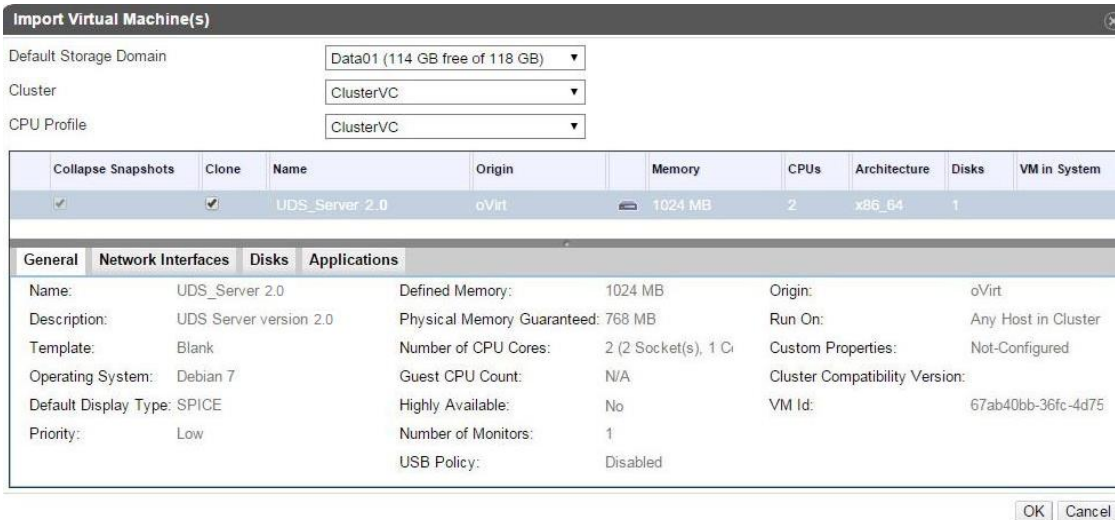 Import Virtual Machine(s)
Default Storage Domain Data01 (114 GB free of 118 GB)
Cluster ClusterVC
CPU Profile ClusterVC
Collapse Snapshots Clone Name Origin Memory CPUs Architecture Disks VM in System
UDS_Server 2.0 oVirt 1024 MB 2 x86_64 1
General Network Interfaces Disks Applications
Name: UDS_Server 2.0 Defined Memory: 1024 MB Origin: oVirt
Description: UDS Server version 2.0 Physical Memory Guaranteed: 768 MB Run On: Any Host in Cluster
Template: Blank Number of CPU Cores: 2 (2 Socket(s), 1 Co Custom Properties: Not-Configured
Operating System: Debian 7 Guest CPU Count: N/A Cluster Compatibility Version:
Default Display Type: SPICE Highly Available: No VM Id: 67ab40bb-36fc-4d75
Priority: Low Number of Monitors: 1
USB Policy: Disabled
OK Cancel